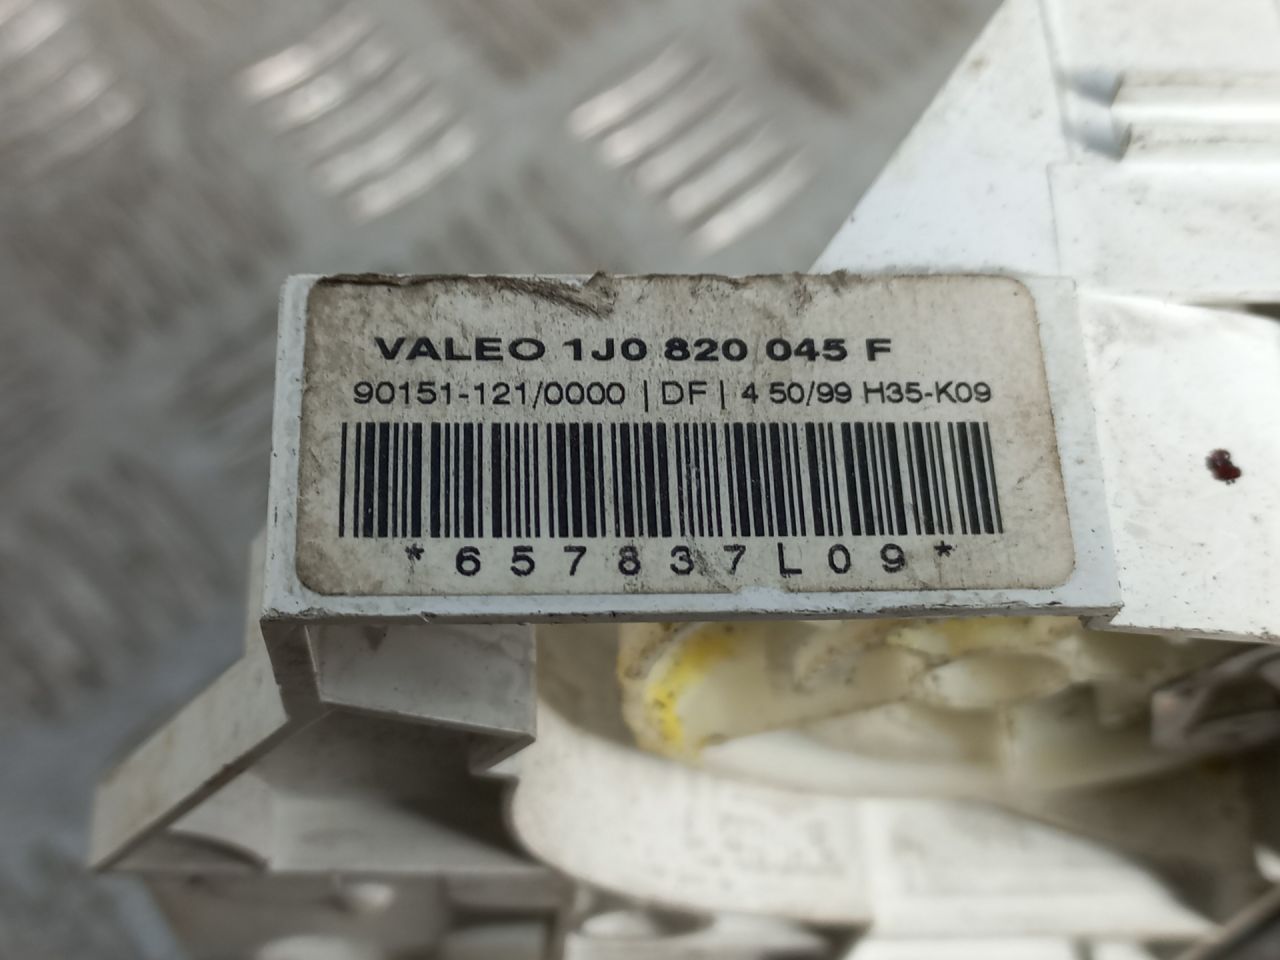 VALEO 1J0 820 045 F
90151-121/0000 | DF | 4 50/99 H35-K09
*657837L09*